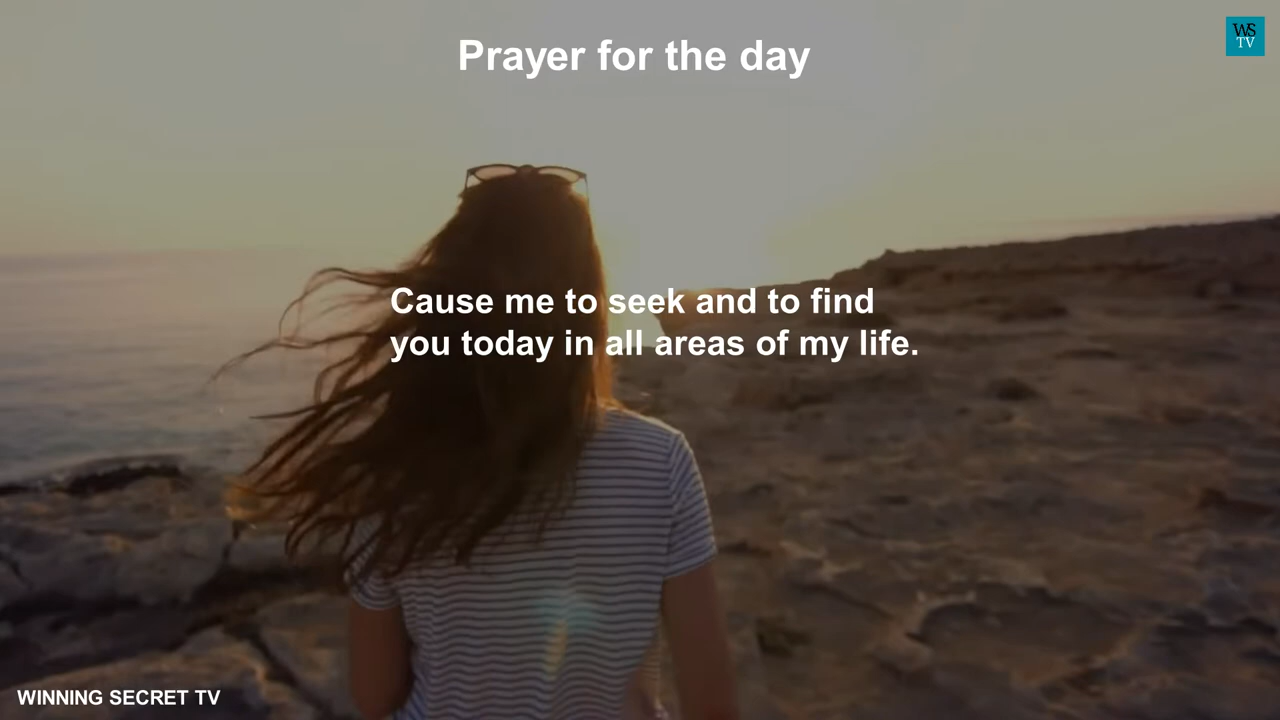 Prayer for the day
WS
TV
Cause me to seek and to find
you today in all areas of my life.
WINNING SECRET TV